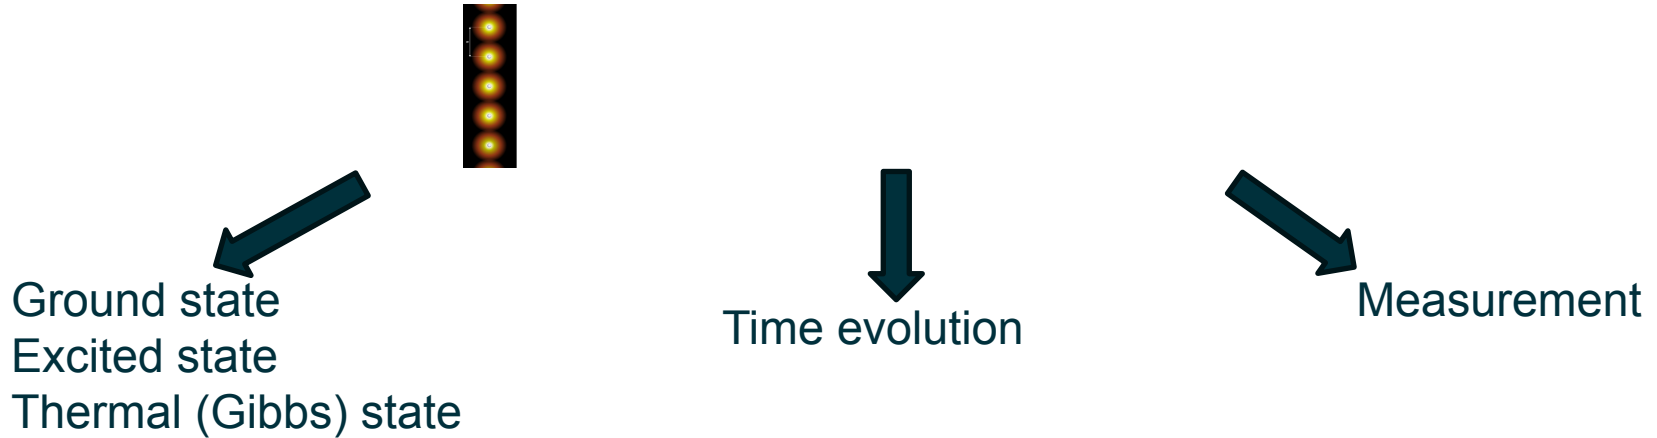 Ground state
Excited state
Thermal (Gibbs) state
Time evolution
Measurement